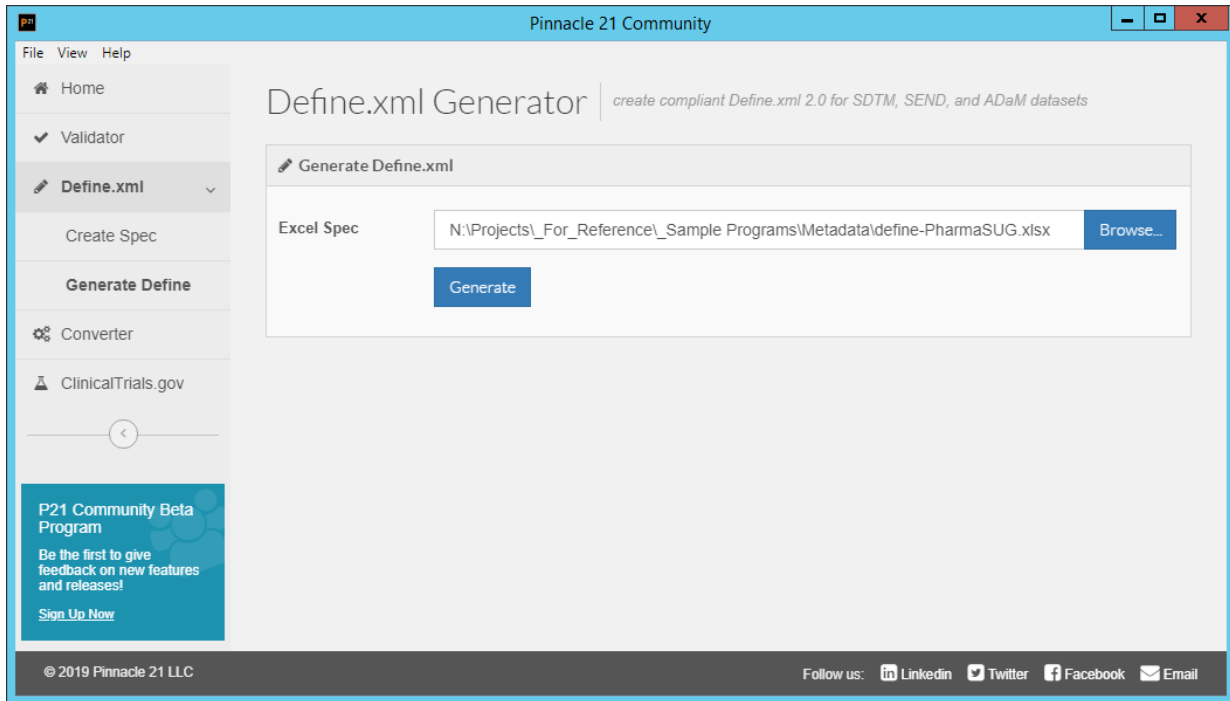 P21
Pinnacle 21 Community
File View Help
Home
Validator
Define.xml
Create Spec
Generate Define
Converter
ClinicalTrials.gov
P21 Community Beta
Program
Be the first to give
feedback on new features
and releases!
Sign Up Now
Define.xml Generator
create compliant Define.xml 2.0 for SDTM, SEND, and ADaM datasets
Generate Define.xml
Excel Spec
N:\Projects\_For_Reference\_Sample Programs\Metadata\define-PharmaSUG.xlsx
Browse...
Generate
© 2019 Pinnacle 21 LLC
Follow us: in Linkedin Twitter Facebook Email